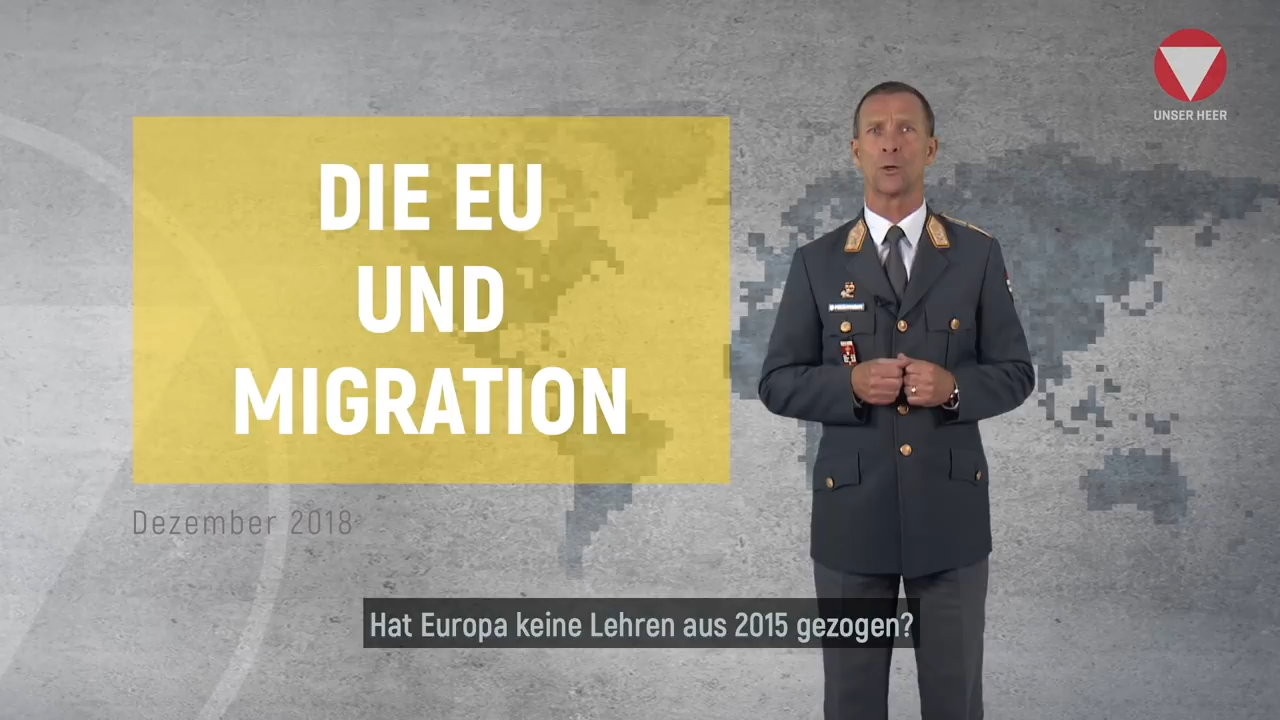 UNSER HEER
DIE EU
UND
MIGRATION
Dezember 2018
Hat Europa keine Lehren aus 2015 gezogen?